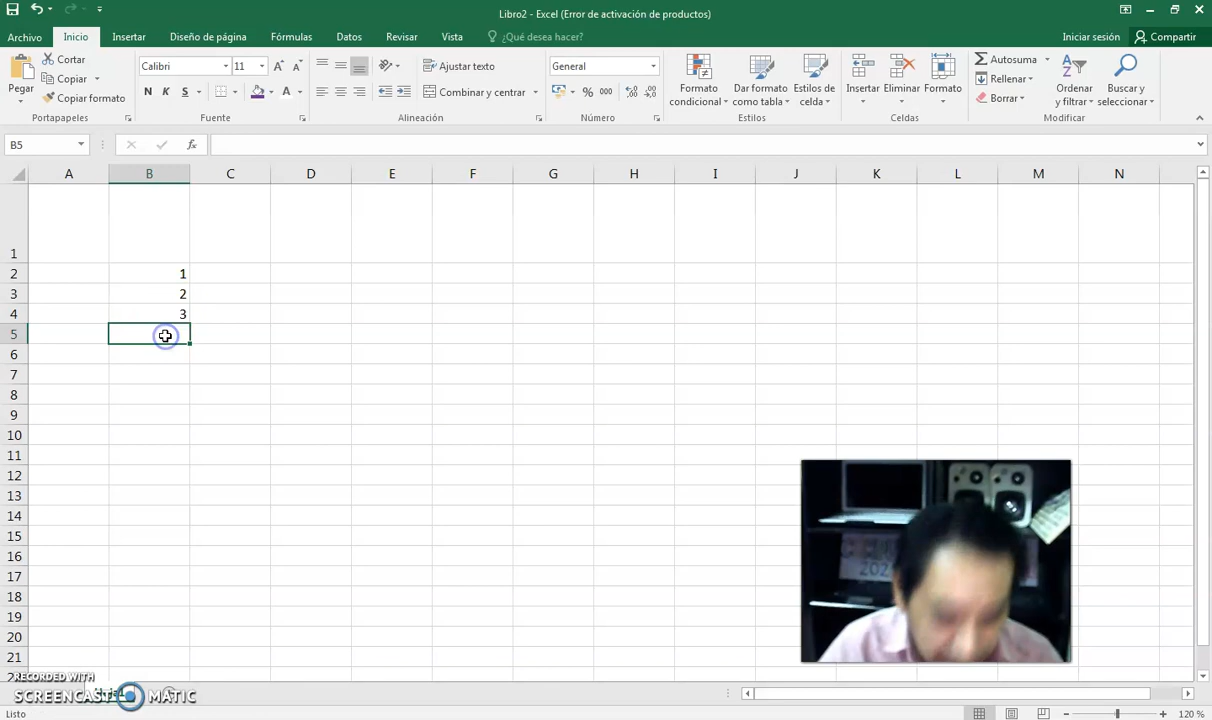 Libro2 - Excel (Error de activación de productos)
Archivo Inicio Insertar Diseño de página Fórmulas Datos Revisar Vista ¿Qué desea hacer? Iniciar sesión Compartir
Pegar
Cortar
Copiar
Copiar formato
Portapapeles
Calibri 11
N K S
Fuente
Ajustar texto
Combinar y centrar
Alineación
General
% 000
Número
Formato condicional
Dar formato como tabla
Estilos de celda
Estilos
Insertar Eliminar Formato
Celdas
Autosuma
Rellenar
Borrar
Ordenar y filtrar
Buscar y seleccionar
Modificar
B5 fx
A B C D E F G H I J K L M N
1
2 1
3 2
4 3
5
6
7
8
9
10
11
12
13
14
15
16
17
18
19
20
21
RECORDED WITH
SCREENCAST MATIC
Listo 120 %